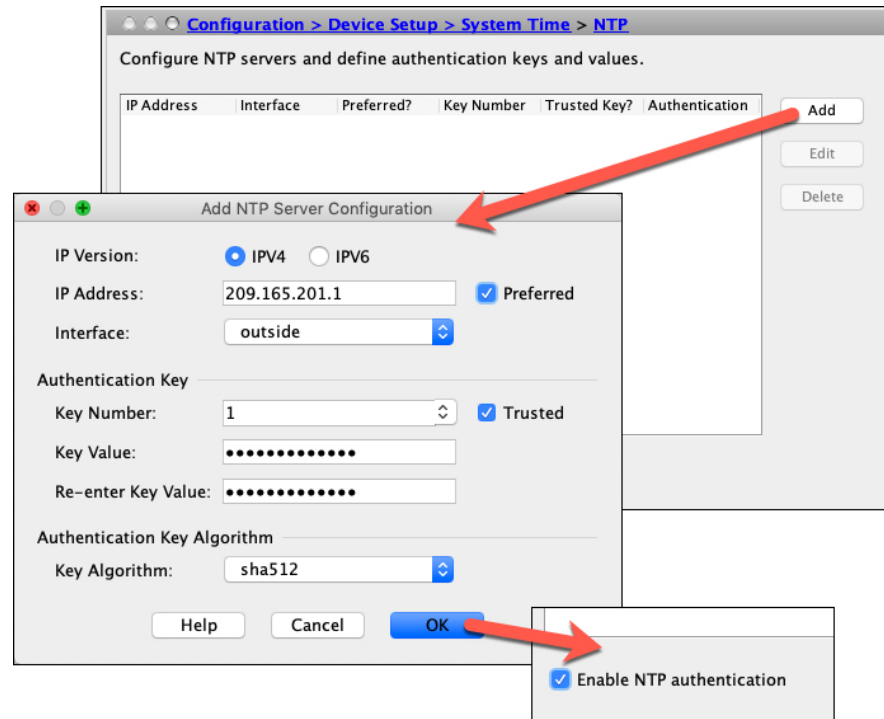 Configuration > Device Setup > System Time > NTP
Configure NTP servers and define authentication keys and values.
IP Address Interface Preferred? Key Number Trusted Key? Authentication
Add
Edit
Delete
Add NTP Server Configuration
IP Version: IPV4 IPV6
IP Address: 209.165.201.1 Preferred
Interface: outside
Authentication Key
Key Number: 1 Trusted
Key Value: •••••••••••••
Re-enter Key Value: •••••••••••••
Authentication Key Algorithm
Key Algorithm: sha512
Help Cancel OK
Enable NTP authentication